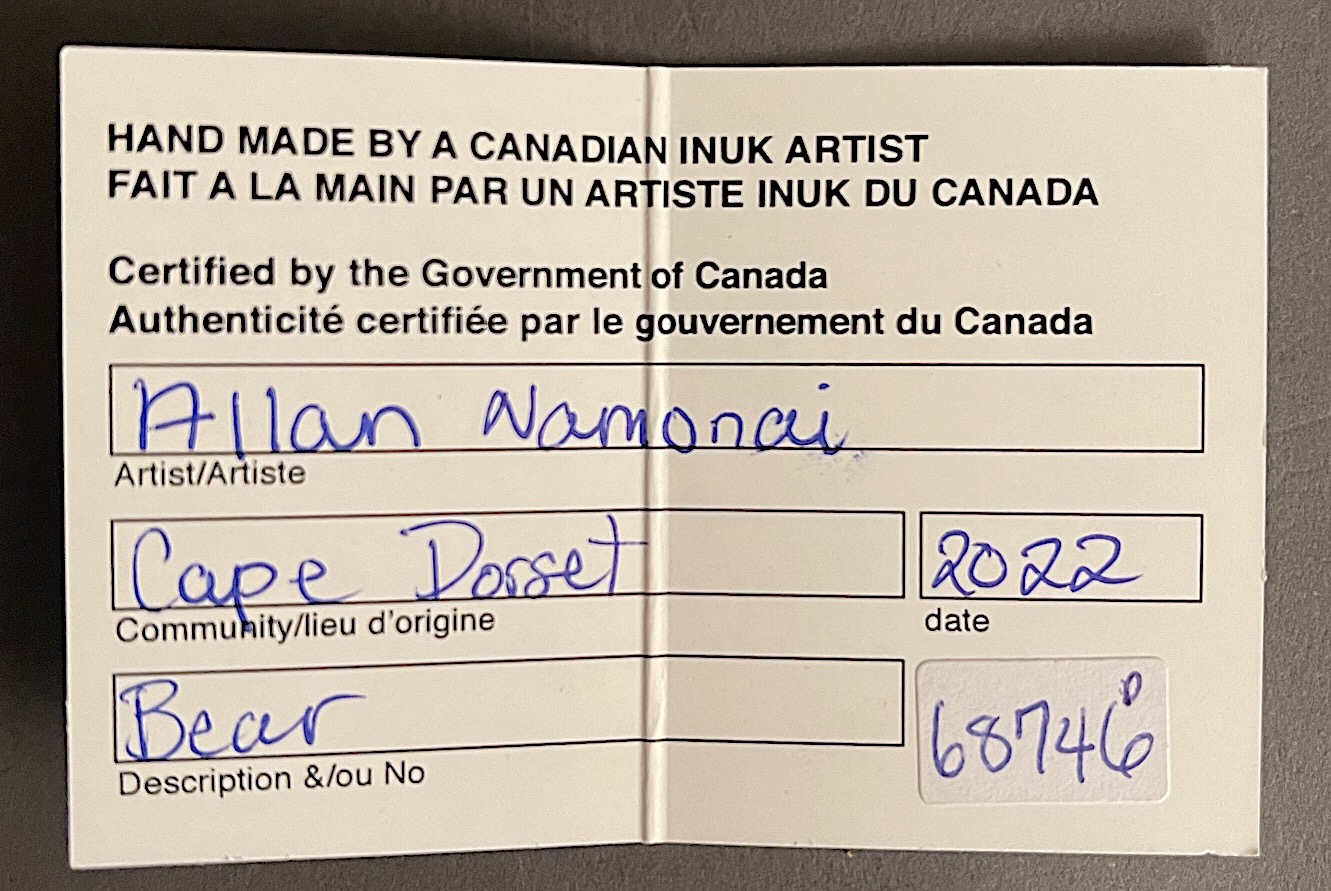 HAND MADE BY A CANADIAN INUK ARTIST
FAIT A LA MAIN PAR UN ARTISTE INUK DU CANADA
Certified by the Government of Canada
Authenticité certifiée par le gouvernement du Canada
Allan Namonai
Artist/Artiste
Cape Dorset 2022
Community/lieu d'origine date
Bear 68746
Description &/ou No